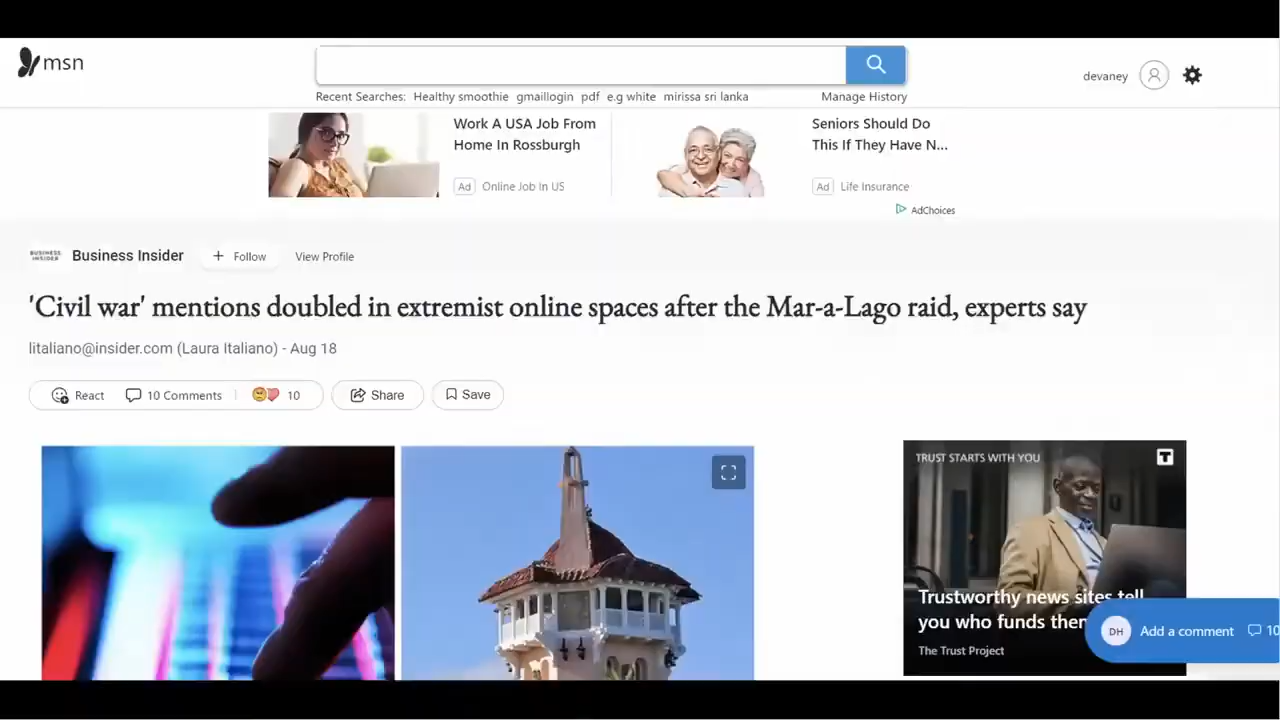 msn
devaney
Recent Searches: Healthy smoothie gmaillogin pdf e.g white mirissa sri lanka Manage History
Work A USA Job From
Home In Rossburgh
Ad Online Job In US
Seniors Should Do
This If They Have N...
Ad Life Insurance
AdChoices
BUSINESS
INSIDER
Business Insider + Follow View Profile
'Civil war' mentions doubled in extremist online spaces after the Mar-a-Lago raid, experts say
litaliano@insider.com (Laura Italiano) - Aug 18
React 10 Comments 10 Share Save
TRUST STARTS WITH YOU T
Trustworthy news sites tell
you who funds them
The Trust Project
DH Add a comment 10